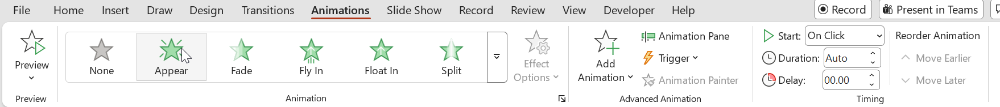 File Home Insert Draw Design Transitions Animations Slide Show Record Review View Developer Help Record Present in Teams
Preview
None Appear Fade Fly In Float In Split
Effect Options
Add Animation
Animation Pane
Trigger
Animation Painter
Start: On Click
Duration: Auto
Delay: 00.00
Reorder Animation
Move Earlier
Move Later
Preview Animation Advanced Animation Timing